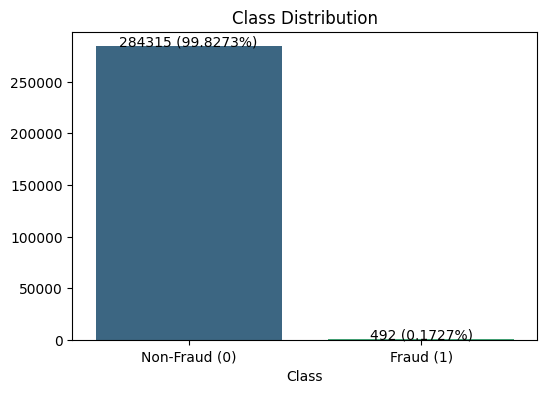 Class Distribution
284315 (99.8273%)
250000
200000
150000
100000
50000
492 (0.1727%)
0
Non-Fraud (0)
Fraud (1)
Class